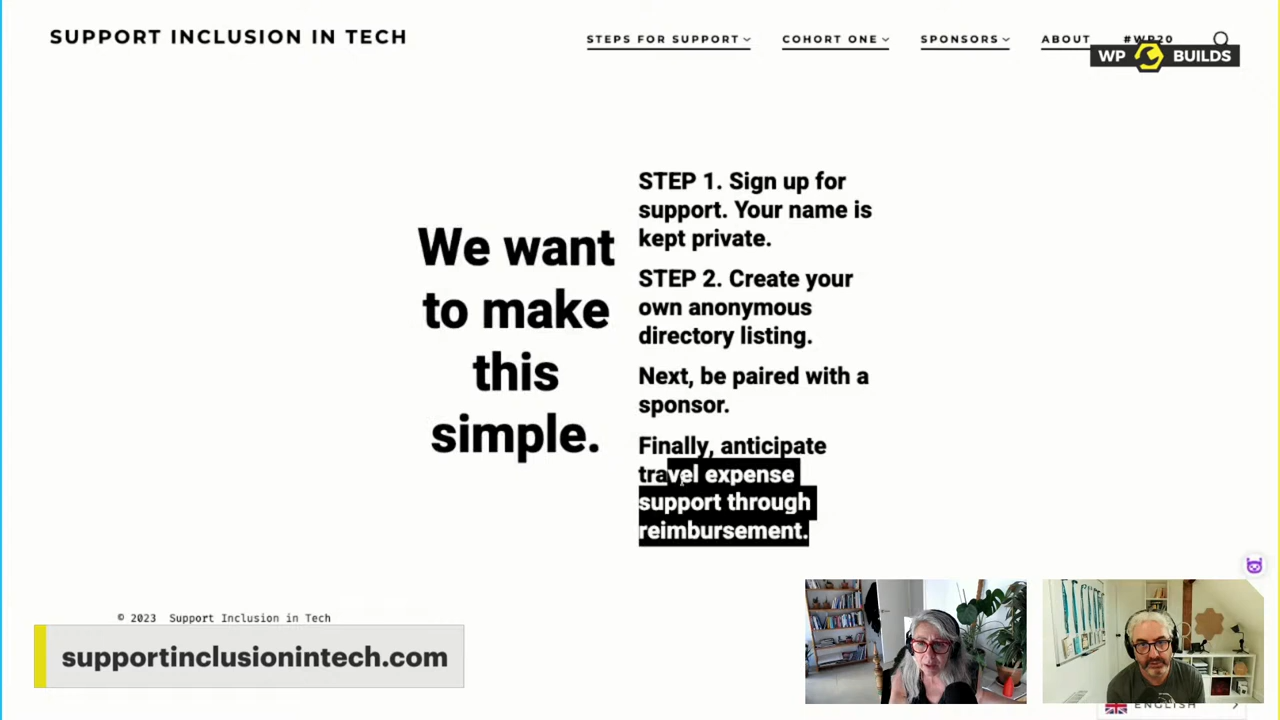 SUPPORT INCLUSION IN TECH
STEPS FOR SUPPORT COHORT ONE SPONSORS ABOUT #WP20
WP BUILDS
We want
to make
this
simple.
STEP 1. Sign up for
support. Your name is
kept private.
STEP 2. Create your
own anonymous
directory listing.
Next, be paired with a
sponsor.
Finally, anticipate
travel expense
support through
reimbursement.
© 2023 Support Inclusion in Tech
supportinclusionintech.com
ENGLISH